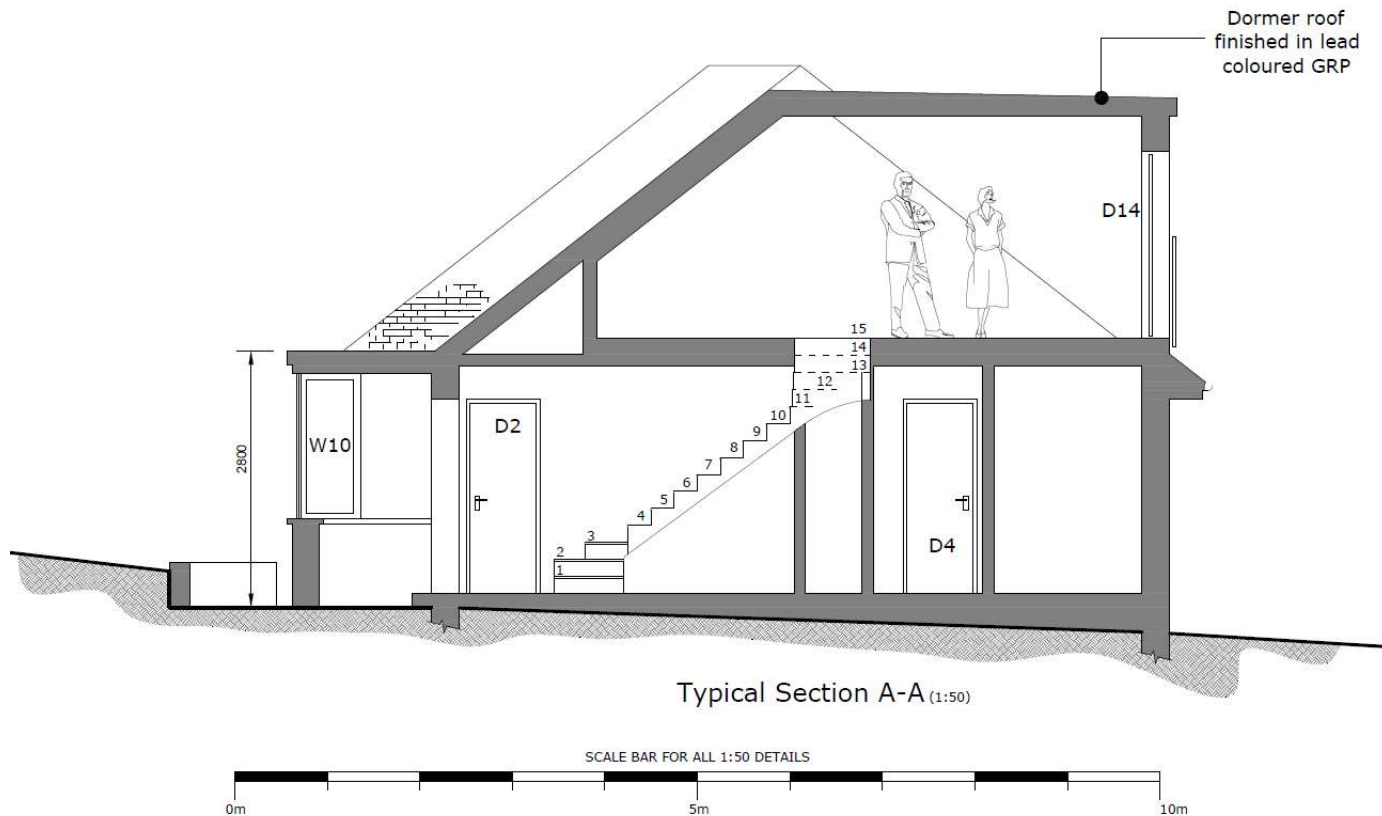 Dormer roof
finished in lead
coloured GRP
D14
15
14
13
12
11
10
9
8
7
6
5
4
3
2
1
W10
D2
D4
2800
Typical Section A-A (1:50)
SCALE BAR FOR ALL 1:50 DETAILS
0m 5m 10m